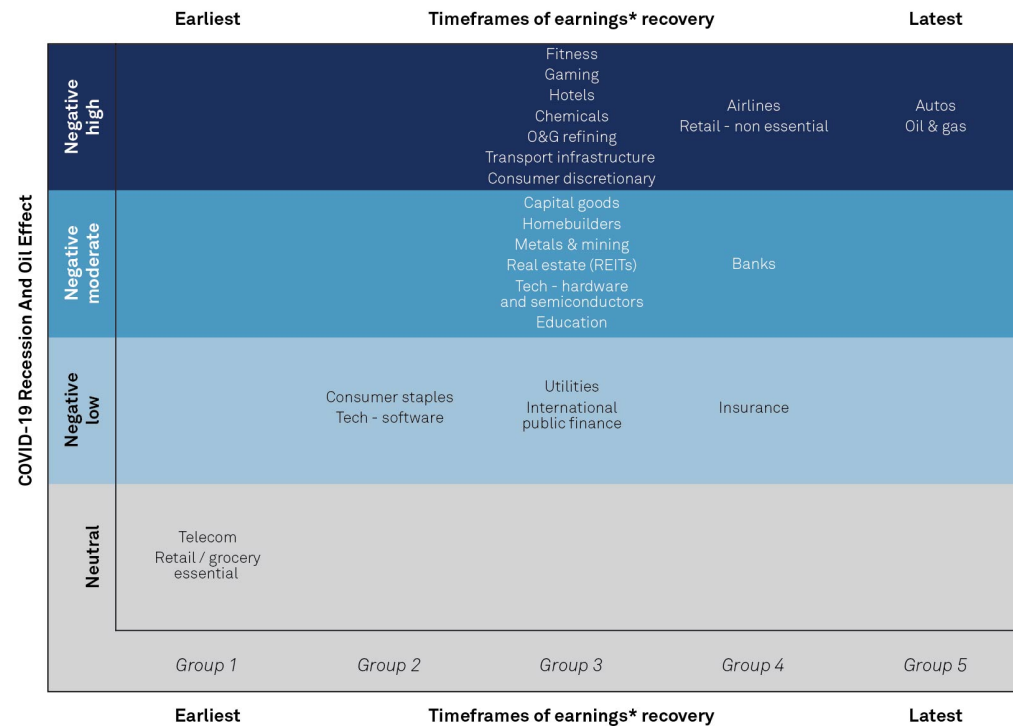 Earliest
Timeframes of earnings* recovery
Latest
COVID-19 Recession And Oil Effect
Negative
high
Fitness
Gaming
Hotels
Chemicals
O&G refining
Transport infrastructure
Consumer discretionary
Airlines
Retail - non essential
Autos
Oil & gas
Negative
moderate
Capital goods
Homebuilders
Metals & mining
Real estate (REITs)
Tech - hardware
and semiconductors
Education
Banks
Negative
low
Consumer staples
Tech - software
Utilities
International
public finance
Insurance
Neutral
Telecom
Retail / grocery
essential
Group 1
Group 2
Group 3
Group 4
Group 5
Earliest
Timeframes of earnings* recovery
Latest